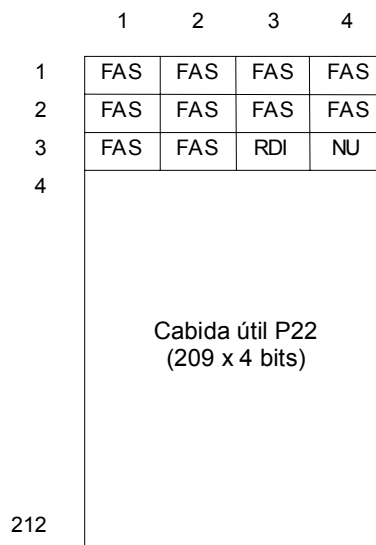 1 2 3 4
1 FAS FAS FAS FAS
2 FAS FAS FAS FAS
3 FAS FAS RDI NU
4
Cabida útil P22
(209 x 4 bits)
212